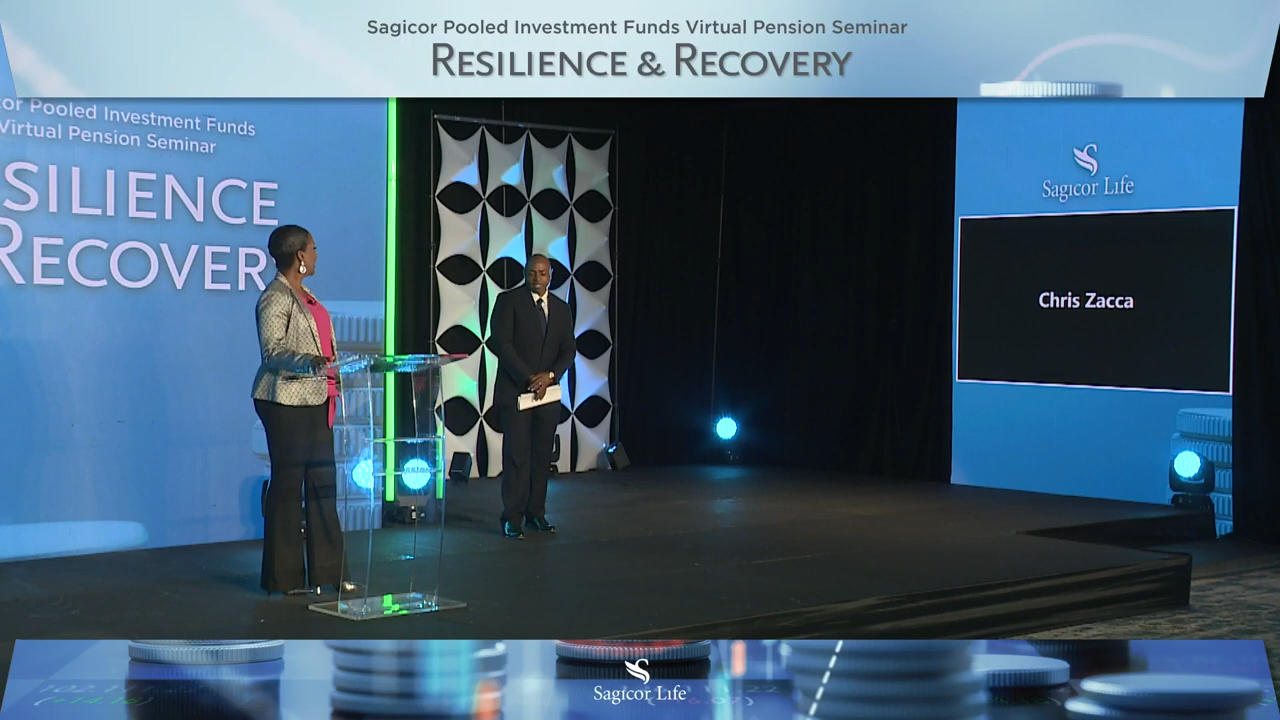 Sagicor Pooled Investment Funds Virtual Pension Seminar
RESILIENCE & RECOVERY
cor Pooled Investment Funds
Virtual Pension Seminar
SILIENCE
RECOVER
Sagicor Life
Chris Zacca
Sagicor Life